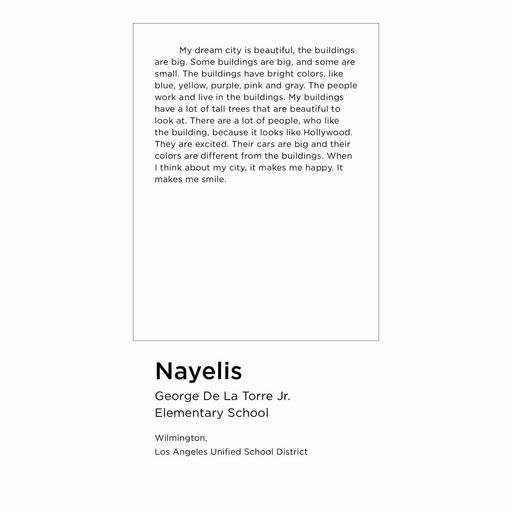 My dream city is beautiful, the buildings
are big. Some buildings are big, and some are
small. The buildings have bright colors, like
blue, yellow, purple, pink and gray. The people
work and live in the buildings. My buildings
have a lot of tall trees that are beautiful to
look at. There are a lot of people, who like
the building, because it looks like Hollywood.
They are excited. Their cars are big and their
colors are different from the buildings. When
I think about my city, it makes me happy. It
makes me smile.
Nayelis
George De La Torre Jr.
Elementary School
Wilmington,
Los Angeles Unified School District